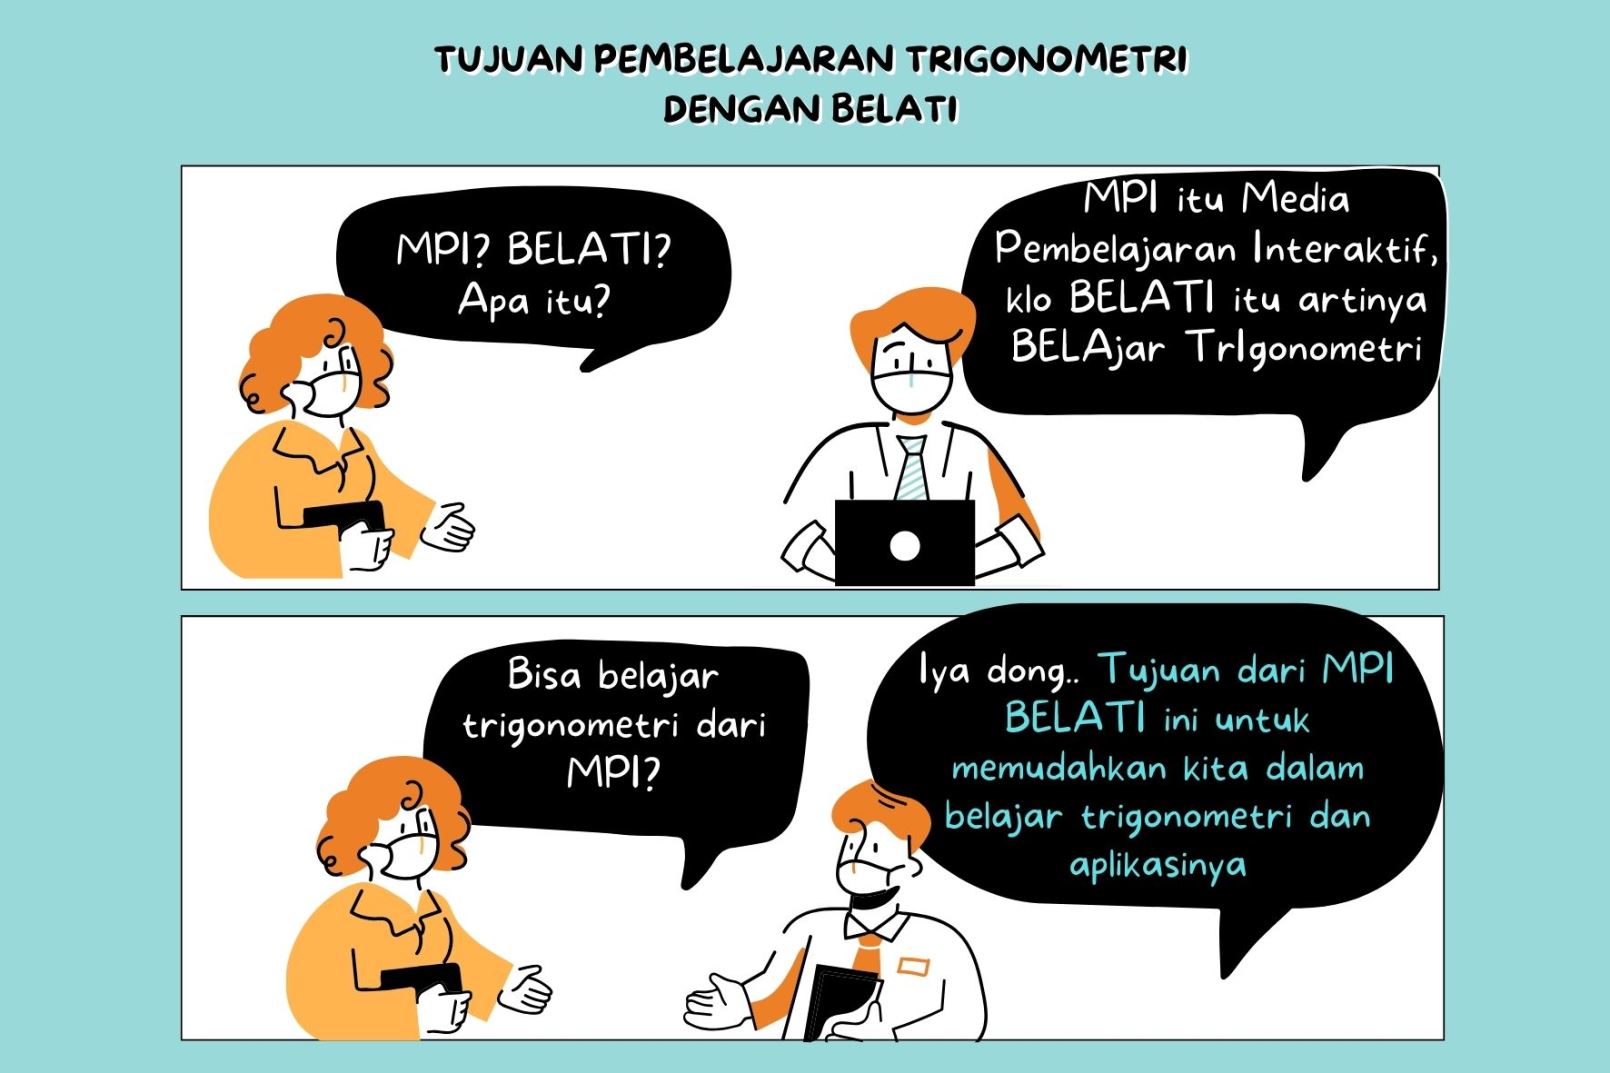 TUJUAN PEMBELAJARAN TRIGONOMETRI
DENGAN BELATI
MPI? BELATI?
Apa itu?
MPI itu Media
Pembelajaran Interaktif,
klo BELATI itu artinya
BELAjar TrIgonometri
Bisa belajar
trigonometri dari
MPI?
Iya dong.. Tujuan dari MPI
BELATI ini untuk
memudahkan kita dalam
belajar trigonometri dan
aplikasinya